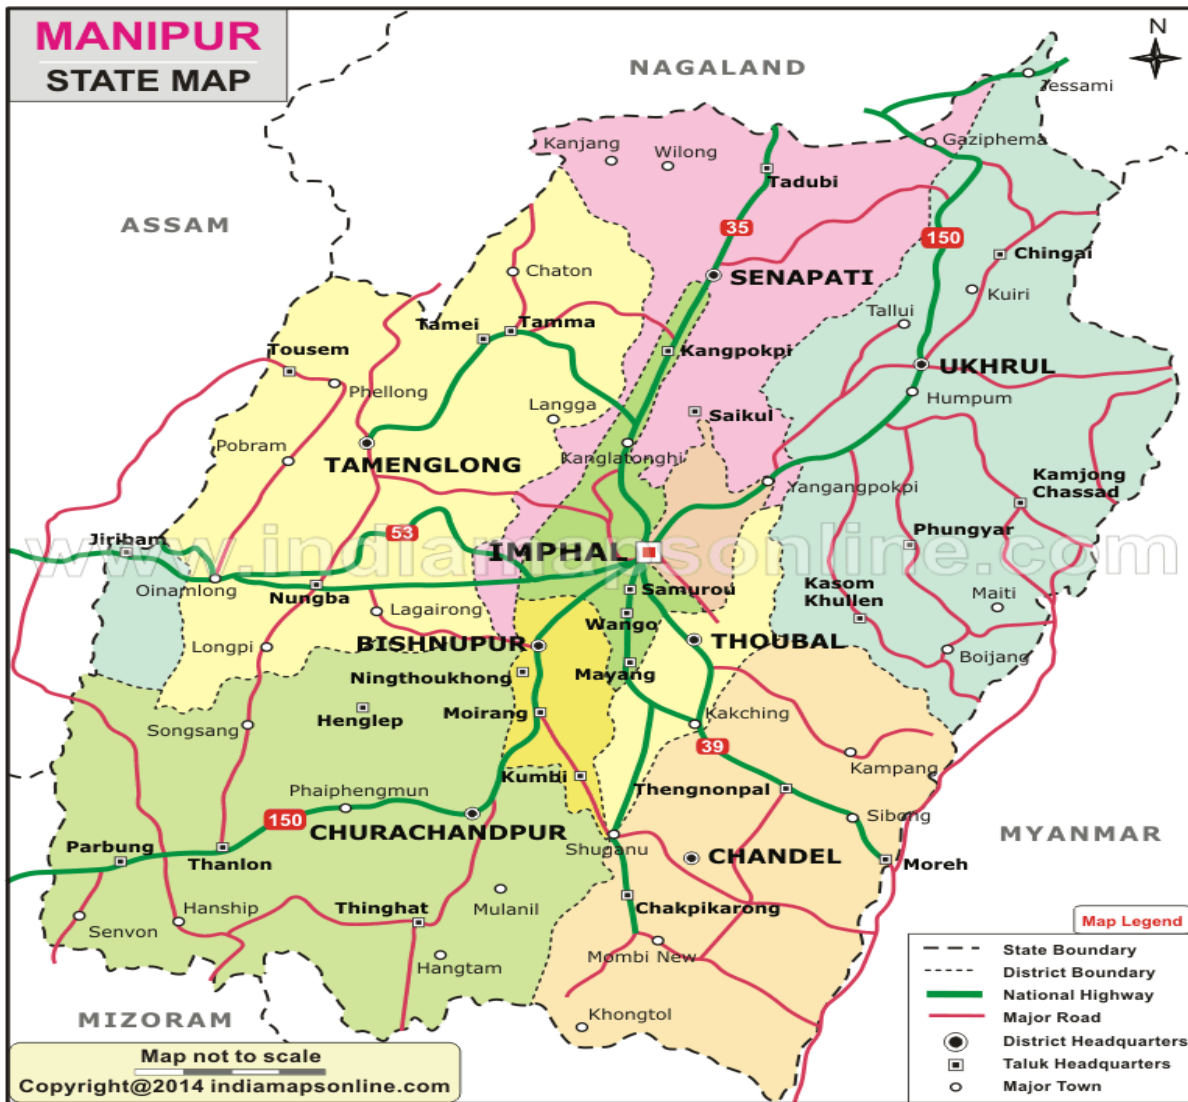 MANIPUR
STATE MAP
N
NAGALAND
Jessami
Kanjang
Wilong
Gaziphema
Tadubi
ASSAM
35
150
Chingai
Chaton
SENAPATI
Kuiri
Tallui
Tamei
Tamma
Tousem
Kangpokpi
UKHRUL
Phellong
Humpum
Langga
Saikul
Pobram
TAMENGLONG
Kanglatonghi
Yangangpokpi
Kamjong
Chassad
53
Phungyar
www.indiamapsonline.com
Jiribam
IMPHAL
Oinamlong
Nungba
Samurou
Kasom
Khullen
Maiti
Lagairong
Wango
Longpi
BISHNUPUR
THOUBAL
Boijang
Ningthoukhong
Mayang
Henglep
Moirang
Kakching
Songsang
39
Kampang
Kumbi
Thengnonpal
Phaiphengmun
150
Sibong
CHURACHANDPUR
MYANMAR
Parbung
Thanlon
Shuganu
CHANDEL
Moreh
Mulanil
Chakpikarong
Hanship
Thinghat
Senvon
Map Legend
Mombi New
Hangtam
State Boundary
District Boundary
National Highway
MIZORAM
Khongtol
Major Road
District Headquarters
Map not to scale
Taluk Headquarters
Copyright@2014 indiamapsonline.com
Major Town